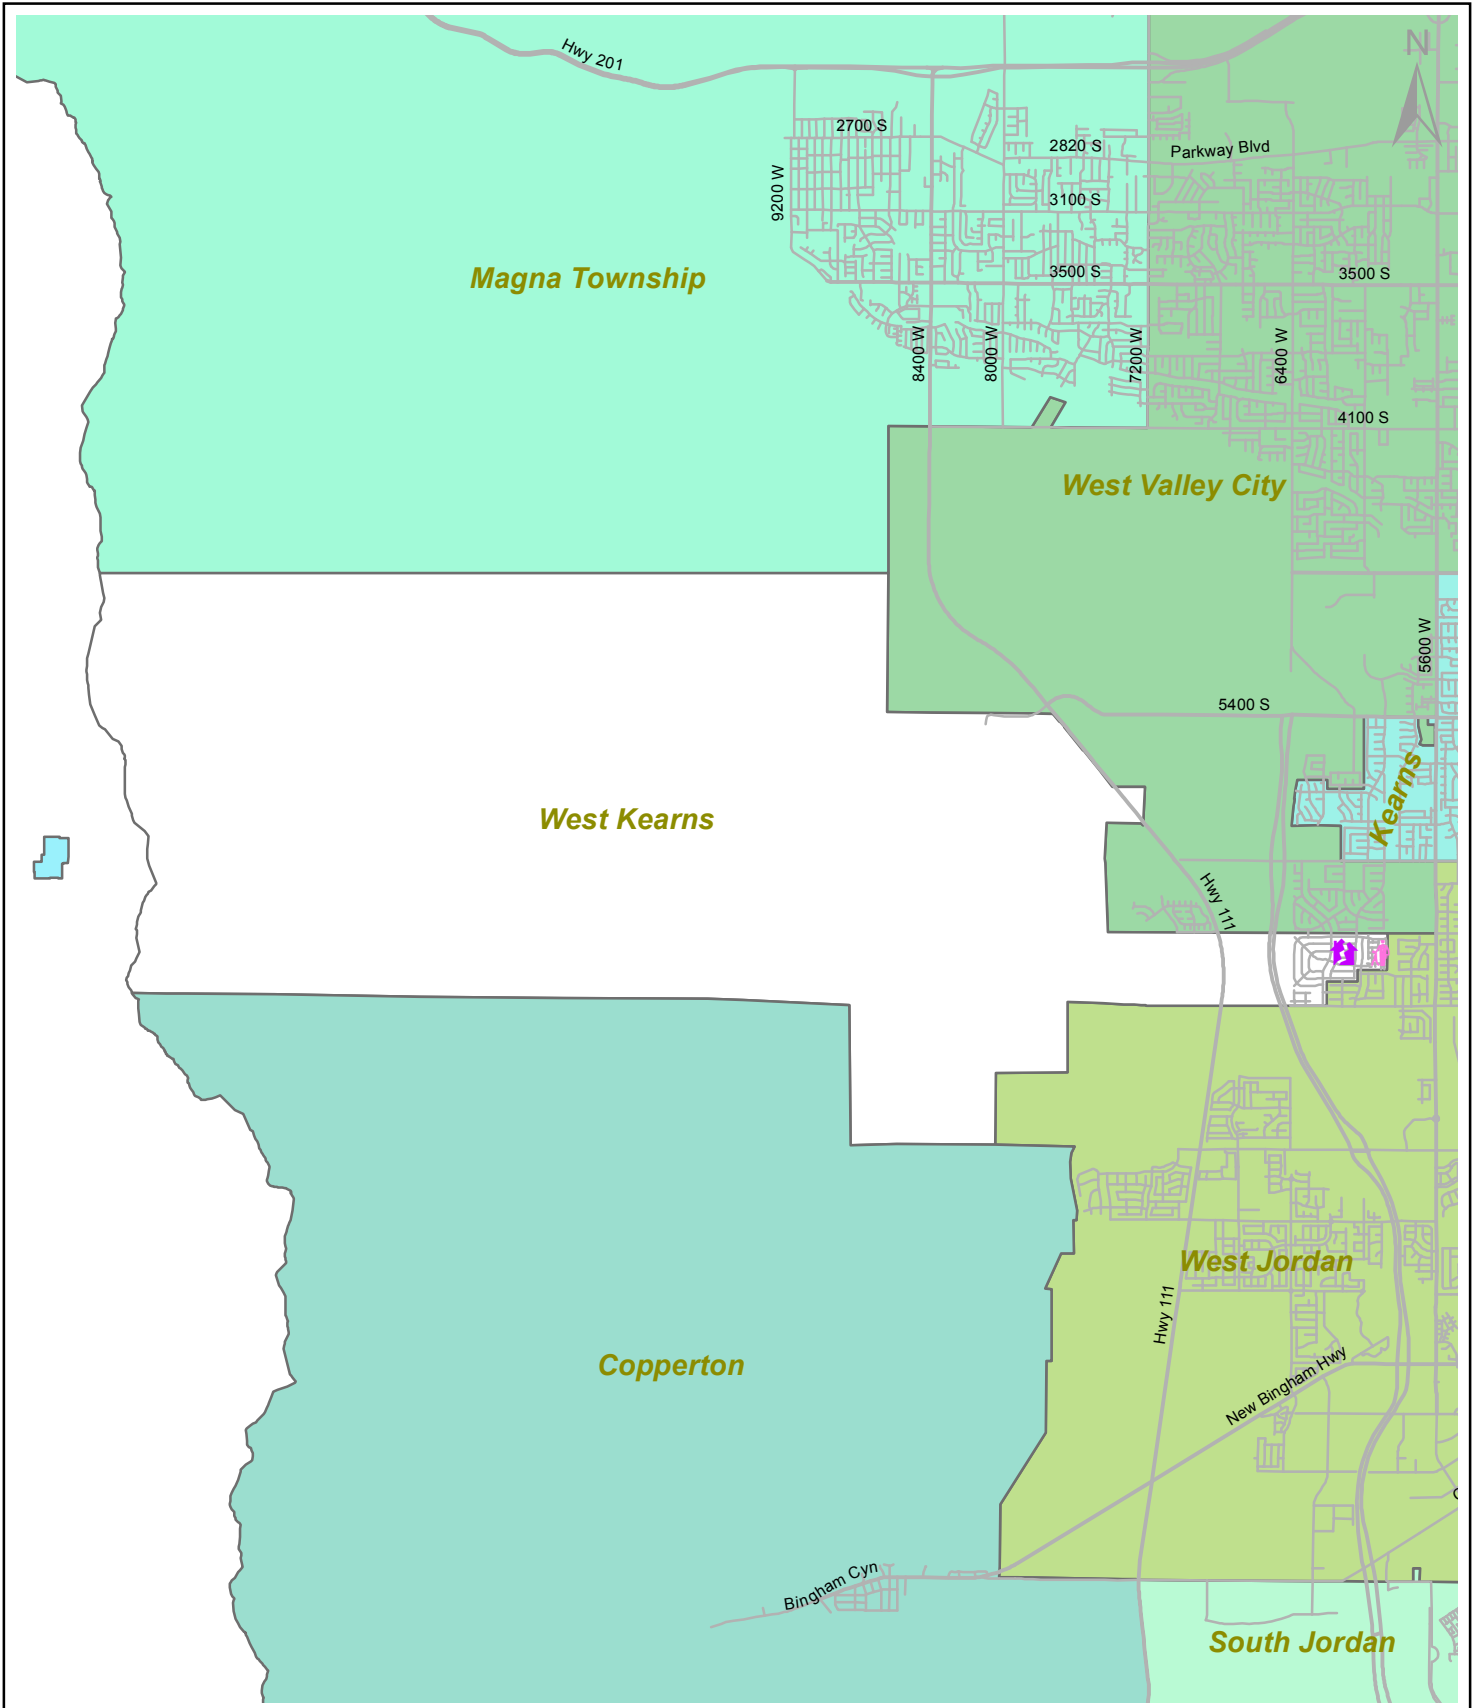 N
Hwy 201
2700 S
2820 S
Parkway Blvd
9200 W
3100 S
Magna Township
3500 S
3500 S
8400 W
8000 W
7200 W
6400 W
4100 S
West Valley City
5600 W
5400 S
Kearns
West Kearns
Hwy 111
West Jordan
Hwy 111
Copperton
New Bingham Hwy
Bingham Cyn
South Jordan